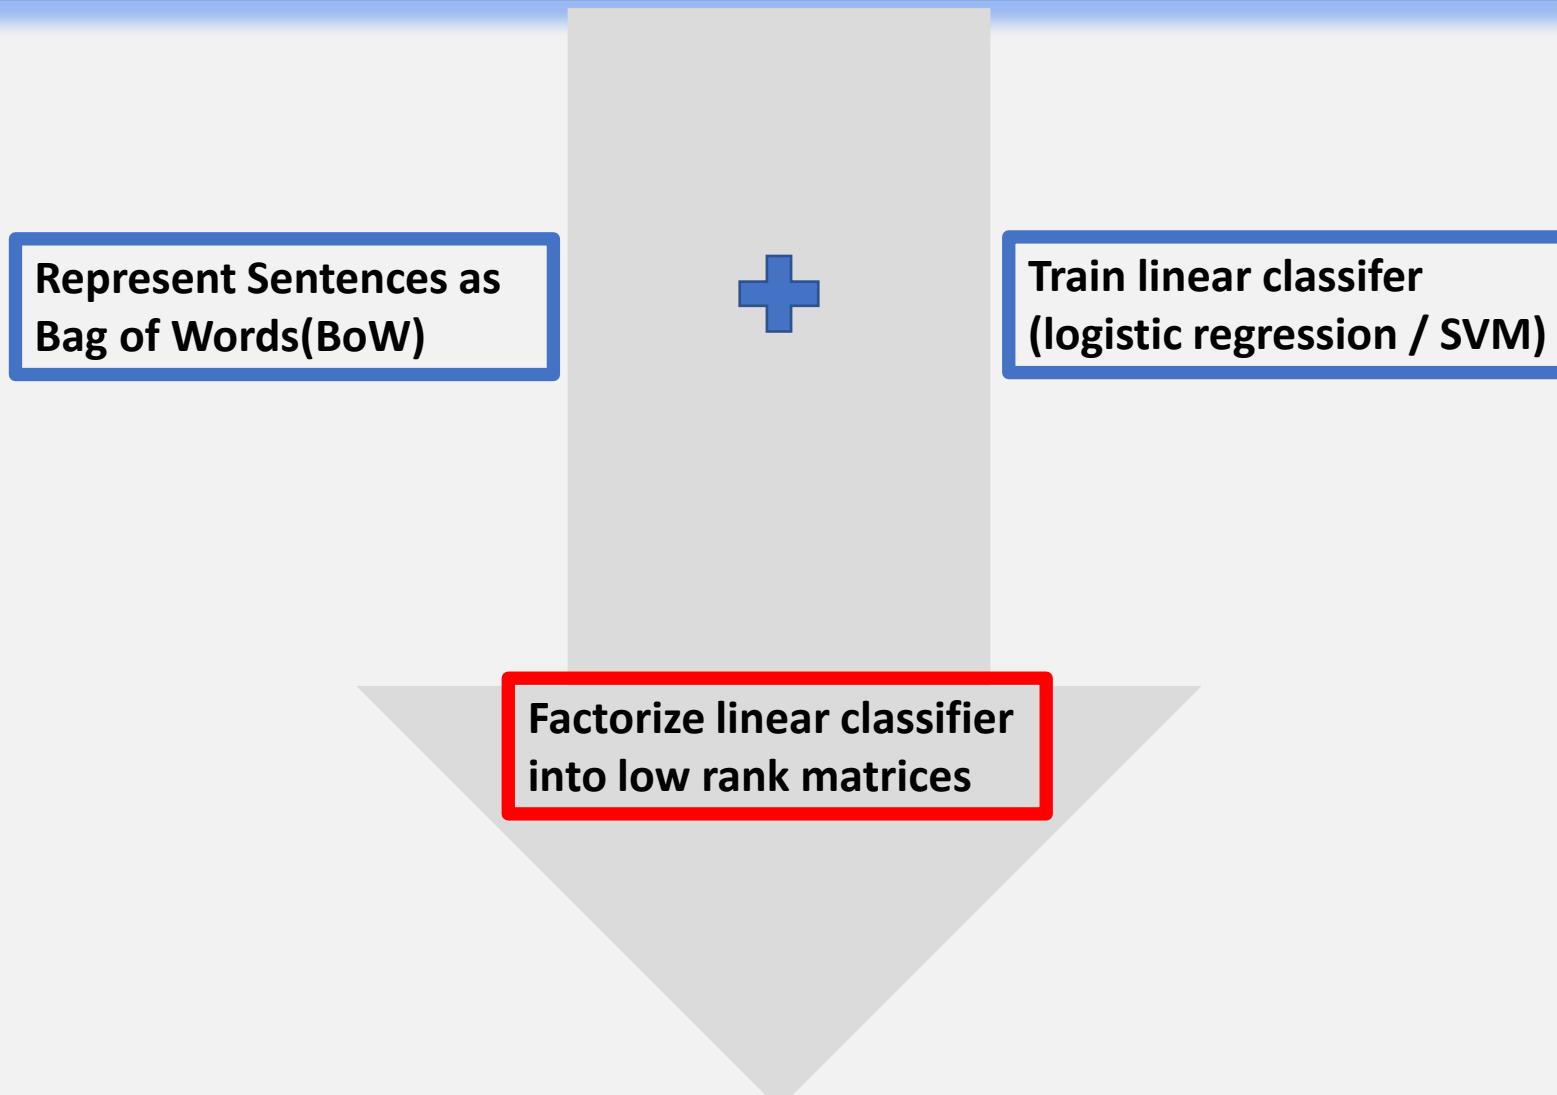 Represent Sentences as
Bag of Words(BoW)
Train linear classifer
(logistic regression / SVM)
Factorize linear classifier
into low rank matrices